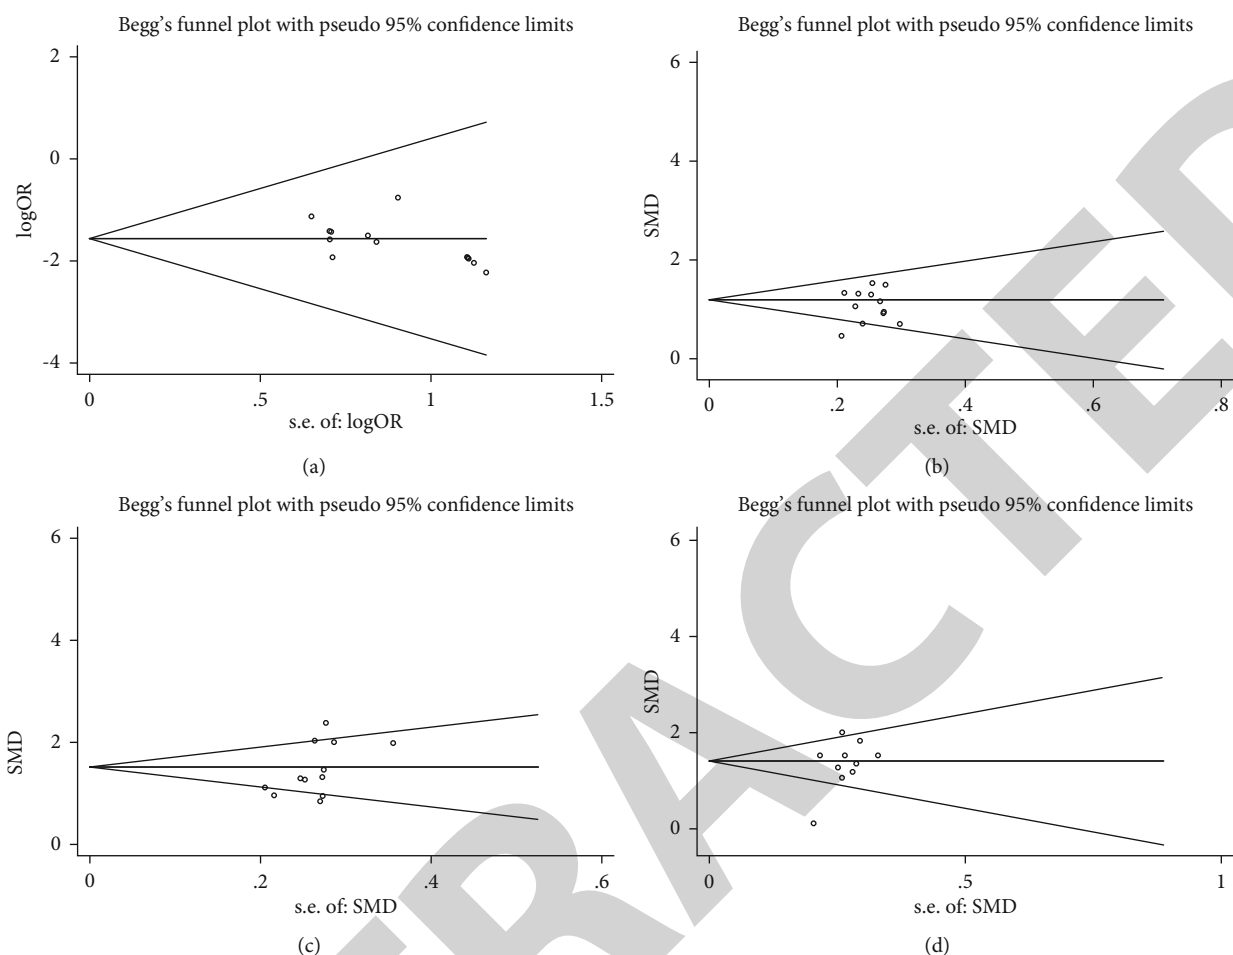 Begg's funnel plot with pseudo 95% confidence limits
2
0
-2
-4
logOR
0
.5
1
1.5
s.e. of: logOR
(a)
Begg's funnel plot with pseudo 95% confidence limits
6
4
2
0
SMD
0
.2
.4
.6
.8
s.e. of: SMD
(b)
Begg's funnel plot with pseudo 95% confidence limits
6
4
2
0
SMD
0
.2
.4
.6
s.e. of: SMD
(c)
Begg's funnel plot with pseudo 95% confidence limits
6
4
2
0
SMD
0
.5
1
s.e. of: SMD
(d)
TRACTED